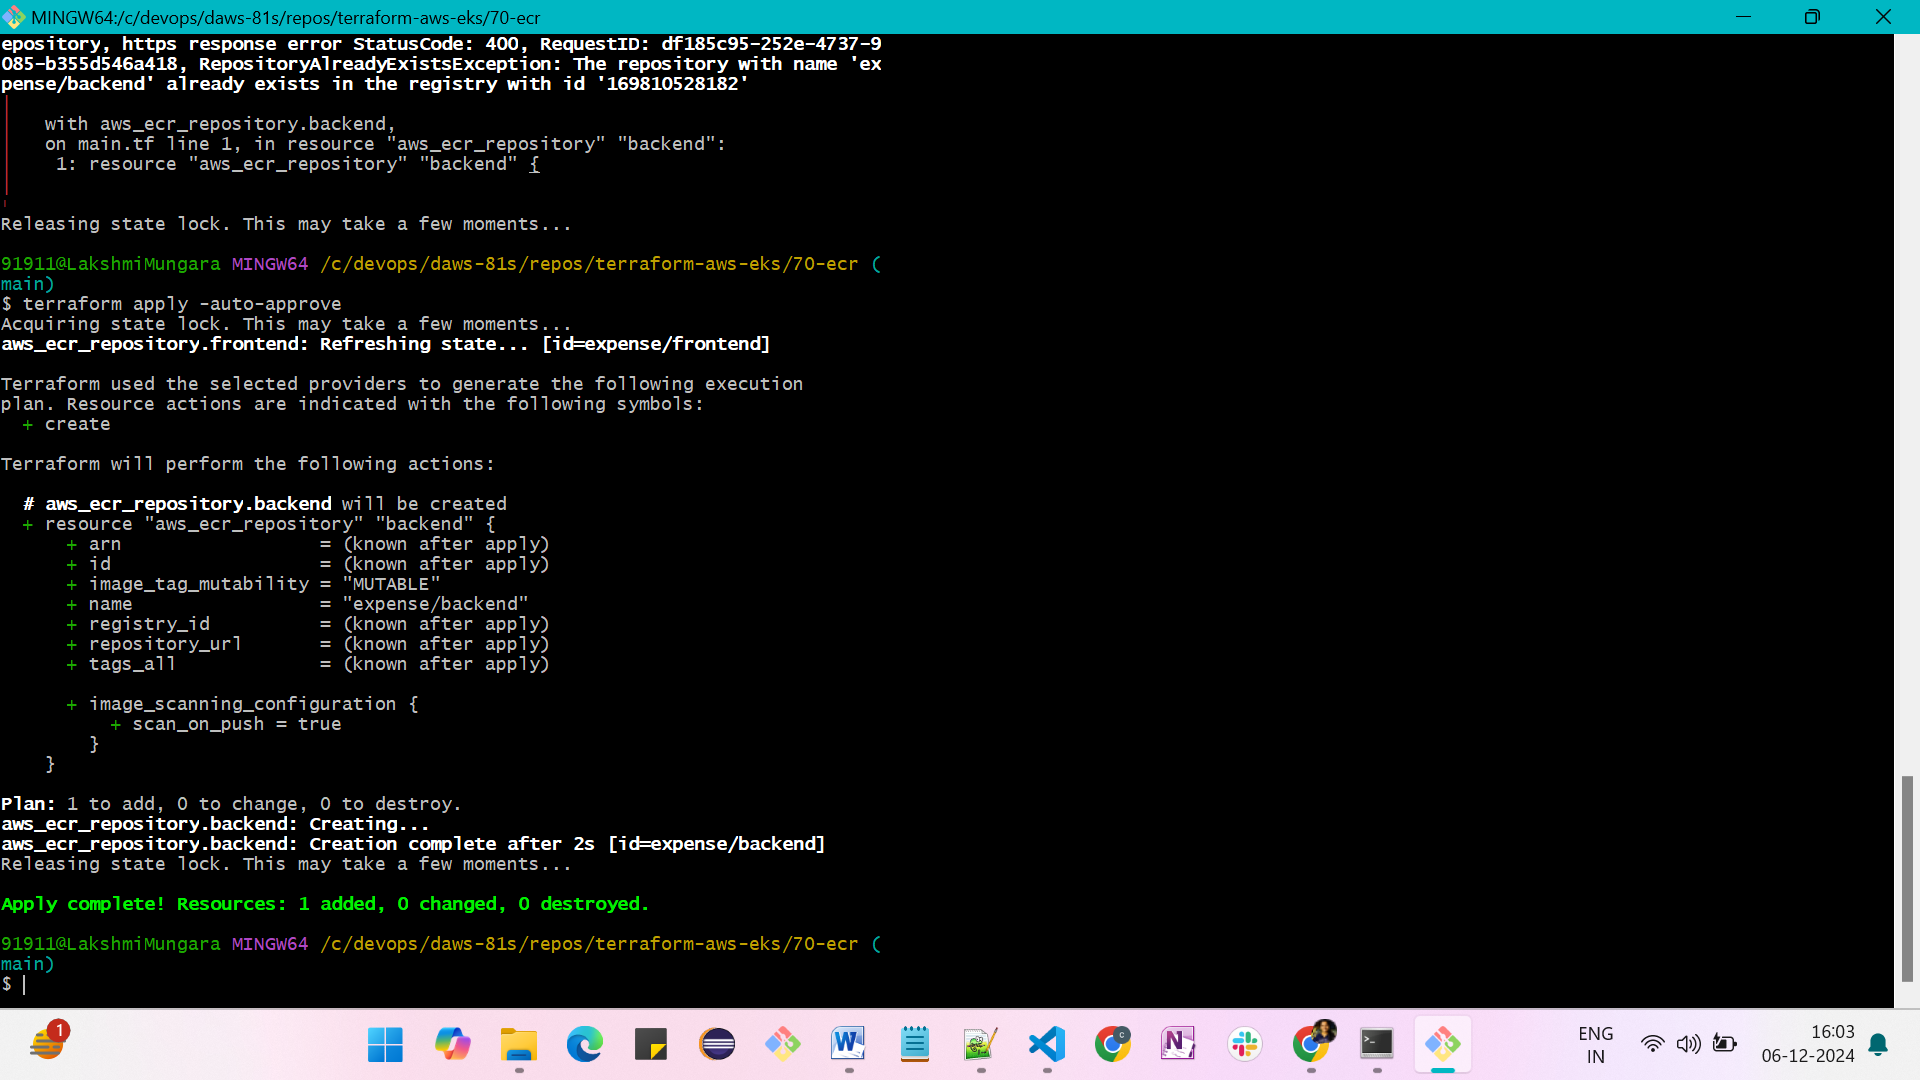 MINGW64:/c/devops/daws-81s/repos/terraform-aws-eks/70-ecr
epository, https response error StatusCode: 400, RequestID: df185c95-252e-4737-9
085-b355d546a418, RepositoryAlreadyExistsException: The repository with name 'ex
pense/backend' already exists in the registry with id '169810528182'
with aws_ecr_repository.backend,
on main.tf line 1, in resource "aws_ecr_repository" "backend":
1: resource "aws_ecr_repository" "backend" {
Releasing state lock. This may take a few moments...
91911@LakshmiMungara MINGW64 /c/devops/daws-81s/repos/terraform-aws-eks/70-ecr (
main)
$ terraform apply -auto-approve
Acquiring state lock. This may take a few moments...
aws_ecr_repository.frontend: Refreshing state... [id=expense/frontend]
Terraform used the selected providers to generate the following execution
plan. Resource actions are indicated with the following symbols:
+ create
Terraform will perform the following actions:
# aws_ecr_repository.backend will be created
+ resource "aws_ecr_repository" "backend" {
+ arn = (known after apply)
+ id = (known after apply)
+ image_tag_mutability = "MUTABLE"
+ name = "expense/backend"
+ registry_id = (known after apply)
+ repository_url = (known after apply)
+ tags_all = (known after apply)
+ image_scanning_configuration {
+ scan_on_push = true
}
}
Plan: 1 to add, 0 to change, 0 to destroy.
aws_ecr_repository.backend: Creating...
aws_ecr_repository.backend: Creation complete after 2s [id=expense/backend]
Releasing state lock. This may take a few moments...
Apply complete! Resources: 1 added, 0 changed, 0 destroyed.
91911@LakshmiMungara MINGW64 /c/devops/daws-81s/repos/terraform-aws-eks/70-ecr (
main)
$
1
ENG
IN
16:03
06-12-2024